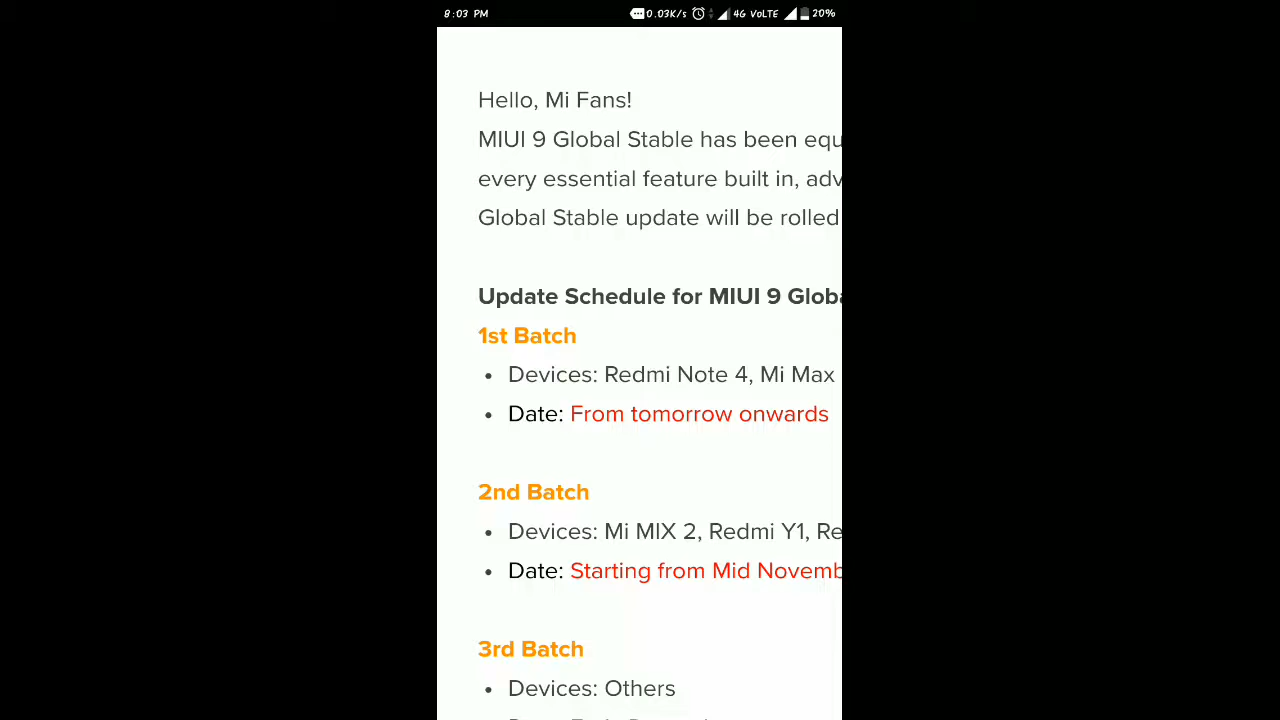 8:03 PM 0.03K/s 4G VoLTE 20%
Hello, Mi Fans!
MIUI 9 Global Stable has been equ
every essential feature built in, adv
Global Stable update will be rolled
Update Schedule for MIUI 9 Globa
1st Batch
• Devices: Redmi Note 4, Mi Max
• Date: From tomorrow onwards
2nd Batch
• Devices: Mi MIX 2, Redmi Y1, Re
• Date: Starting from Mid Novemb
3rd Batch
• Devices: Others